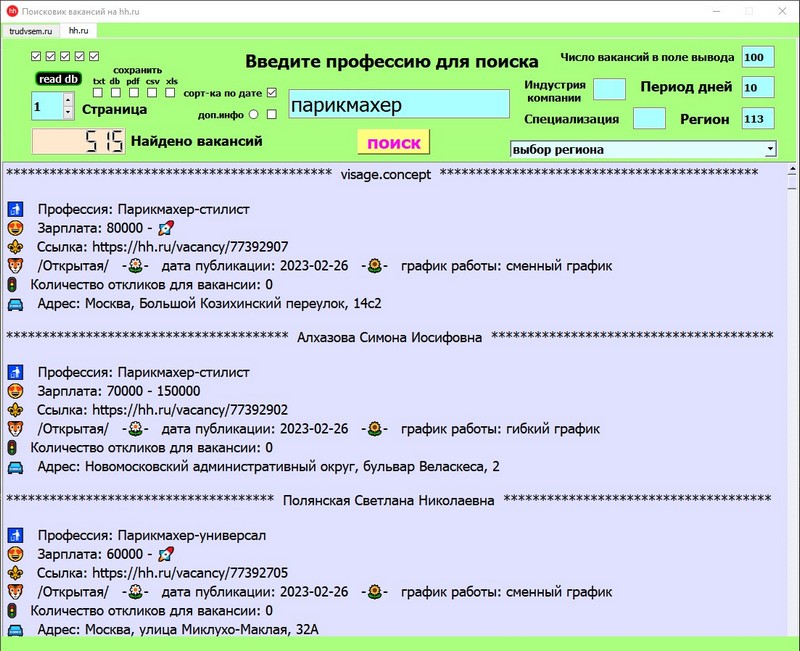 hh Поисковик вакансий на hh.ru
trudvsem.ru hh.ru
Введите профессию для поиска
Число вакансий в поле вывода 100
read db
сохранить
txt db pdf csv xls
сорт-ка по дате
Индустрия компании
Период дней 10
1 Страница
доп.инфо
парикмахер
Специализация
Регион 113
515 Найдено вакансий
поиск
выбор региона
********************************************** visage.concept *********************************************
Профессия: Парикмахер-стилист
Зарплата: 80000 -
Ссылка: https://hh.ru/vacancy/77392907
/Открытая/ - - дата публикации: 2023-02-26 - - график работы: сменный график
Количество откликов для вакансии: 0
Адрес: Москва, Большой Козихинский переулок, 14с2
**************************************** Алхазова Симона Иосифовна ****************************************
Профессия: Парикмахер-стилист
Зарплата: 70000 - 150000
Ссылка: https://hh.ru/vacancy/77392902
/Открытая/ - - дата публикации: 2023-02-26 - - график работы: гибкий график
Количество откликов для вакансии: 0
Адрес: Новомосковский административный округ, бульвар Веласкеса, 2
************************************** Полянская Светлана Николаевна **************************************
Профессия: Парикмахер-универсал
Зарплата: 60000 -
Ссылка: https://hh.ru/vacancy/77392705
/Открытая/ - - дата публикации: 2023-02-26 - - график работы: сменный график
Количество откликов для вакансии: 0
Адрес: Москва, улица Миклухо-Маклая, 32А